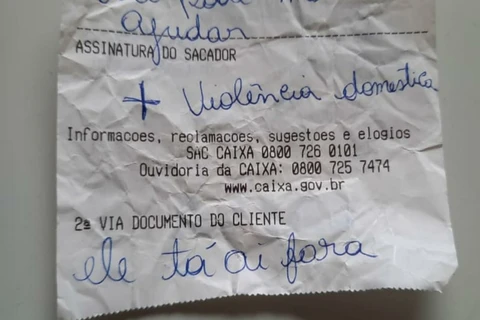 Ajudar
ASSINATURA DO SACADOR
+ Violência domestica
Informacoes, reclamacoes, sugestoes e elogios
SAC CAIXA 0800 726 0101
Ouvidoria da CAIXA: 0800 725 7474
www.caixa.gov.br
2ª VIA DOCUMENTO DO CLIENTE
ele tá ai fora